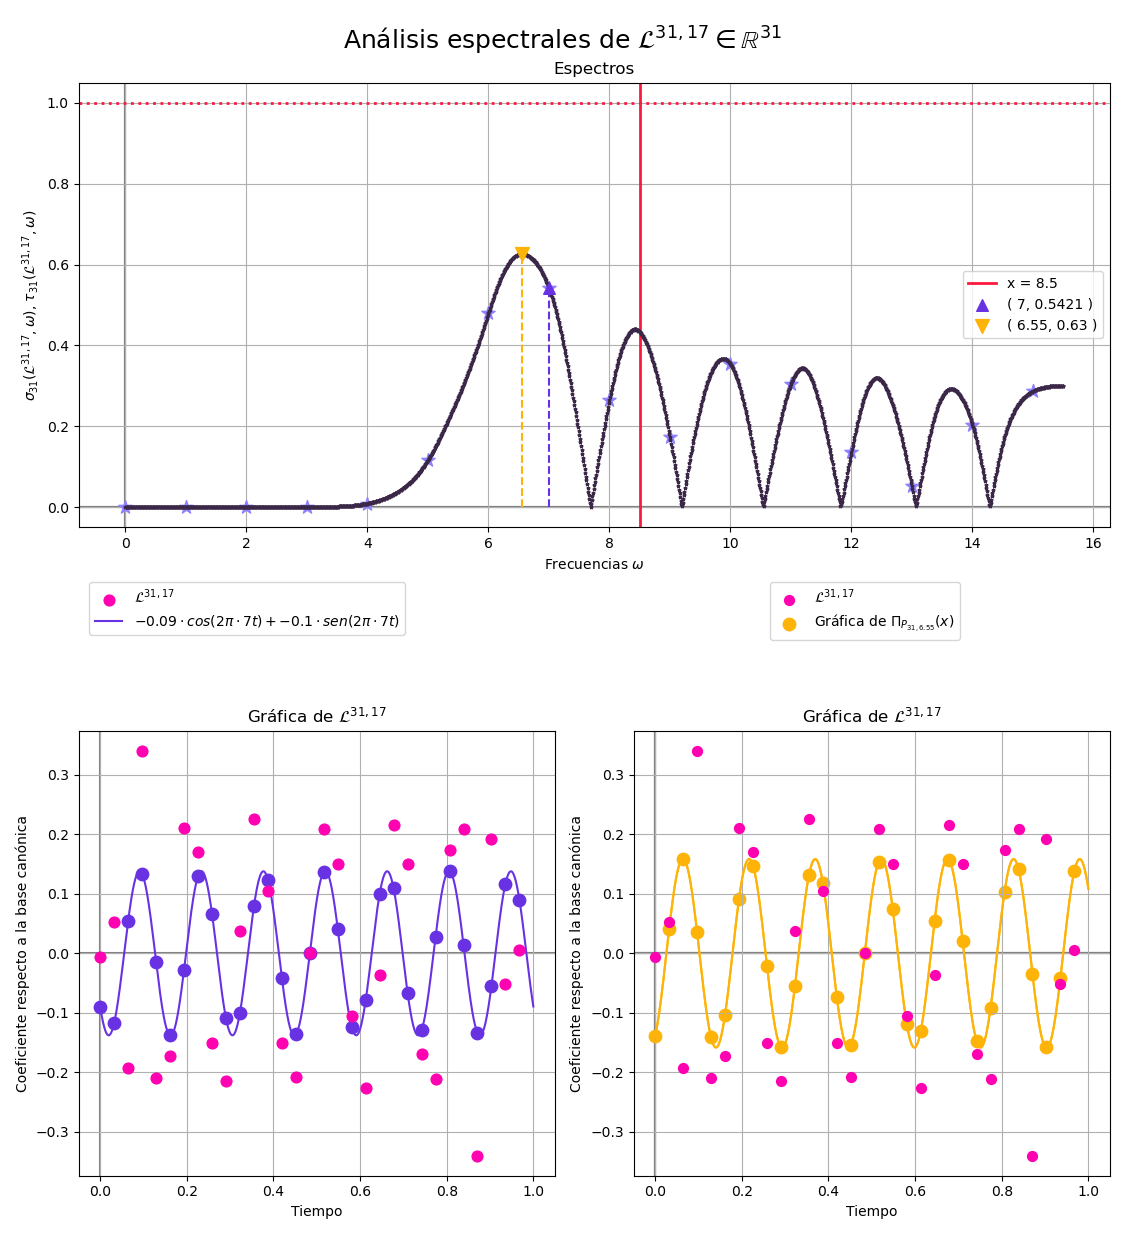 Análisis espectrales de 𝓛^{31,17} ∈ ℝ^{31}
Espectros
σ_{31}(𝓛^{31,17}, ω), τ_{31}(𝓛^{31,17}, ω)
1.0
0.8
0.6
0.4
0.2
0.0
x = 8.5
( 7, 0.5421 )
( 6.55, 0.63 )
0 2 4 6 8 10 12 14 16
Frecuencias ω
𝓛^{31,17}
−0.09 · cos(2π · 7t) + −0.1 · sen(2π · 7t)
𝓛^{31,17}
Gráfica de Π_{P_{31,6.55}}(x)
Gráfica de 𝓛^{31,17}
Coeficiente respecto a la base canónica
0.3
0.2
0.1
0.0
−0.1
−0.2
−0.3
0.0 0.2 0.4 0.6 0.8 1.0
Tiempo
Gráfica de 𝓛^{31,17}
Coeficiente respecto a la base canónica
0.3
0.2
0.1
0.0
−0.1
−0.2
−0.3
0.0 0.2 0.4 0.6 0.8 1.0
Tiempo